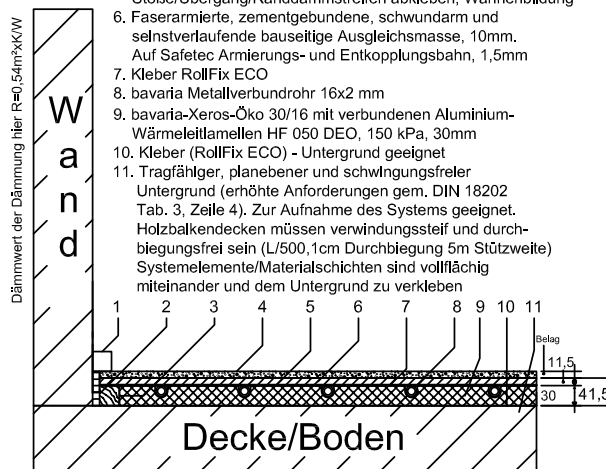 Stöße/Übergang/Randdämmstreifen abkleben, Wannenbildung
6. Faserarmierte, zementgebundene, schwundarm und
selnstverlaufende bauseitige Ausgleichsmasse, 10mm.
Auf Safetec Armierungs- und Entkopplungsbahn, 1,5mm
7. Kleber RollFix ECO
8. bavaria Metallverbundrohr 16x2 mm
9. bavaria-Xeros-Öko 30/16 mit verbundenen Aluminium-
Wärmeleitlamellen HF 050 DEO, 150 kPa, 30mm
10. Kleber (RollFix ECO) - Untergrund geeignet
11. Tragfähiger, planebener und schwingungsfreier
Untergrund (erhöhte Anforderungen gem. DIN 18202
Tab. 3, Zeile 4). Zur Aufnahme des Systems geeignet.
Holzbalkendecken müssen verwindungssteif und durch-
biegungsfrei sein (L/500,1cm Durchbiegung 5m Stützweite)
Systemelemente/Materialschichten sind vollflächig
miteinander und dem Untergrund zu verkleben
Dämmwert der Dämmung hier R=0,54m²xK/W
Wand
1 2 3 4 5 6 7 8 9 10 11
Belag
11,5
30 41,5
Decke/Boden